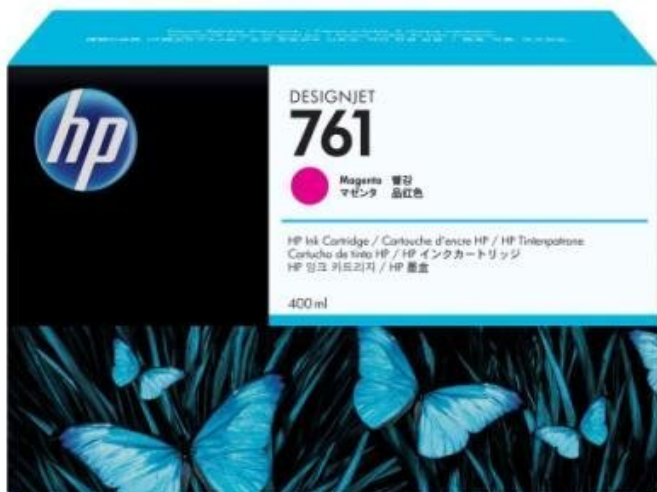 hp
DESIGNJET
761
Magenta 빨강
マゼンタ 品红色
HP Ink Cartridge / Cartouche d'encre HP / HP Tintenpatrone
Cartucho de tinta HP / HP インクカートリッジ
HP 잉크 카트리지 / HP 墨盒
400 ml